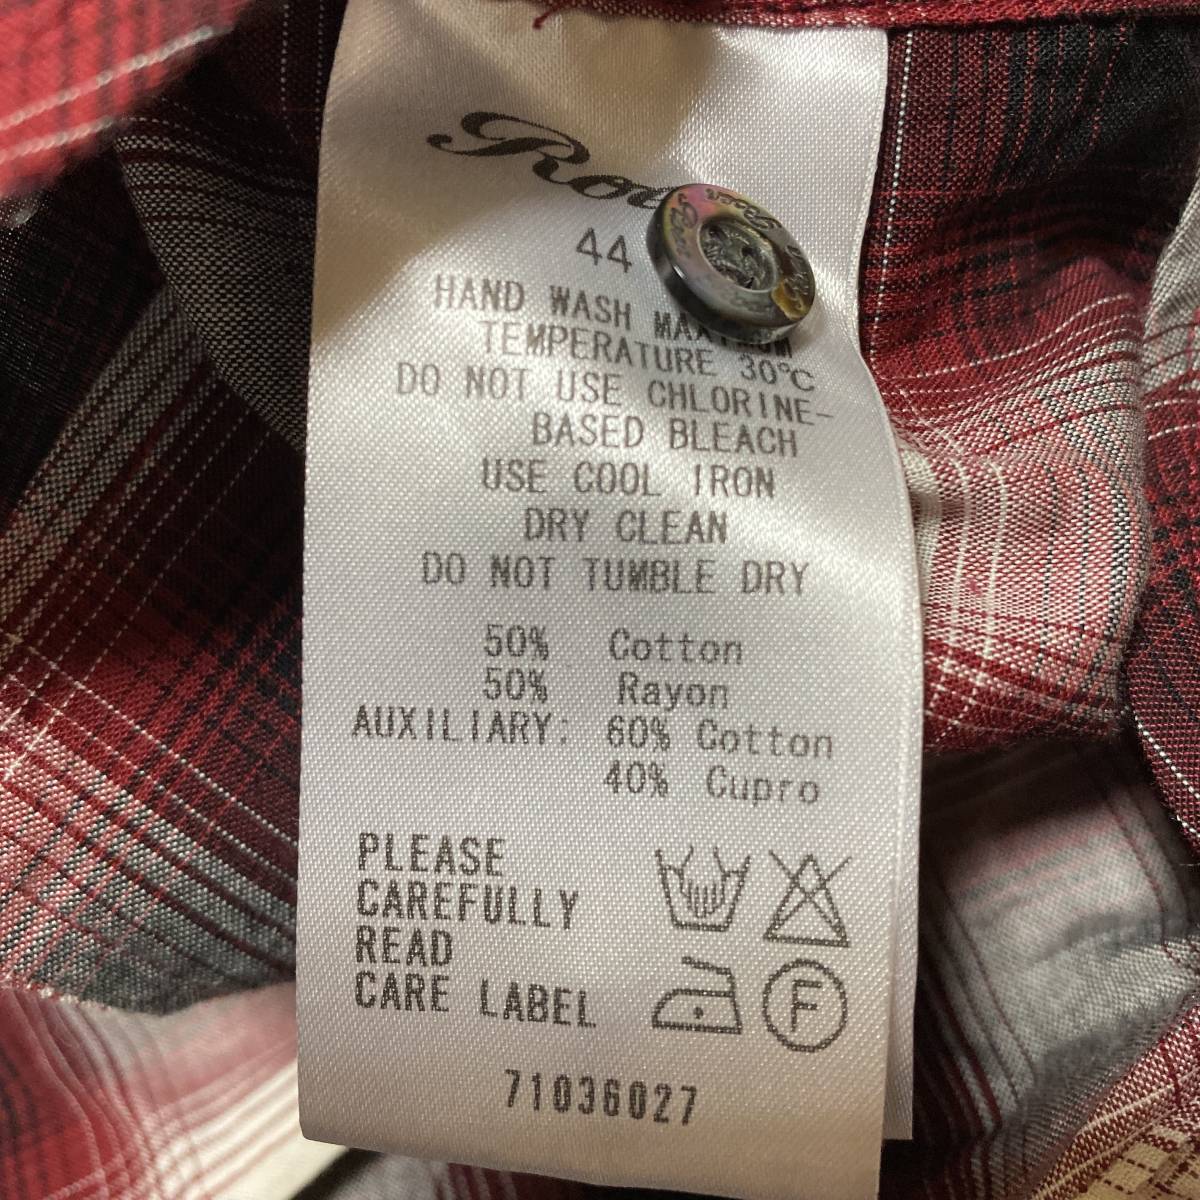 44
HAND WASH MAXIMUM
TEMPERATURE 30°C
DO NOT USE CHLORINE-
BASED BLEACH
USE COOL IRON
DRY CLEAN
DO NOT TUMBLE DRY
50% Cotton
50% Rayon
AUXILIARY: 60% Cotton
40% Cupro
PLEASE
CAREFULLY
READ
CARE LABEL
F
71036027